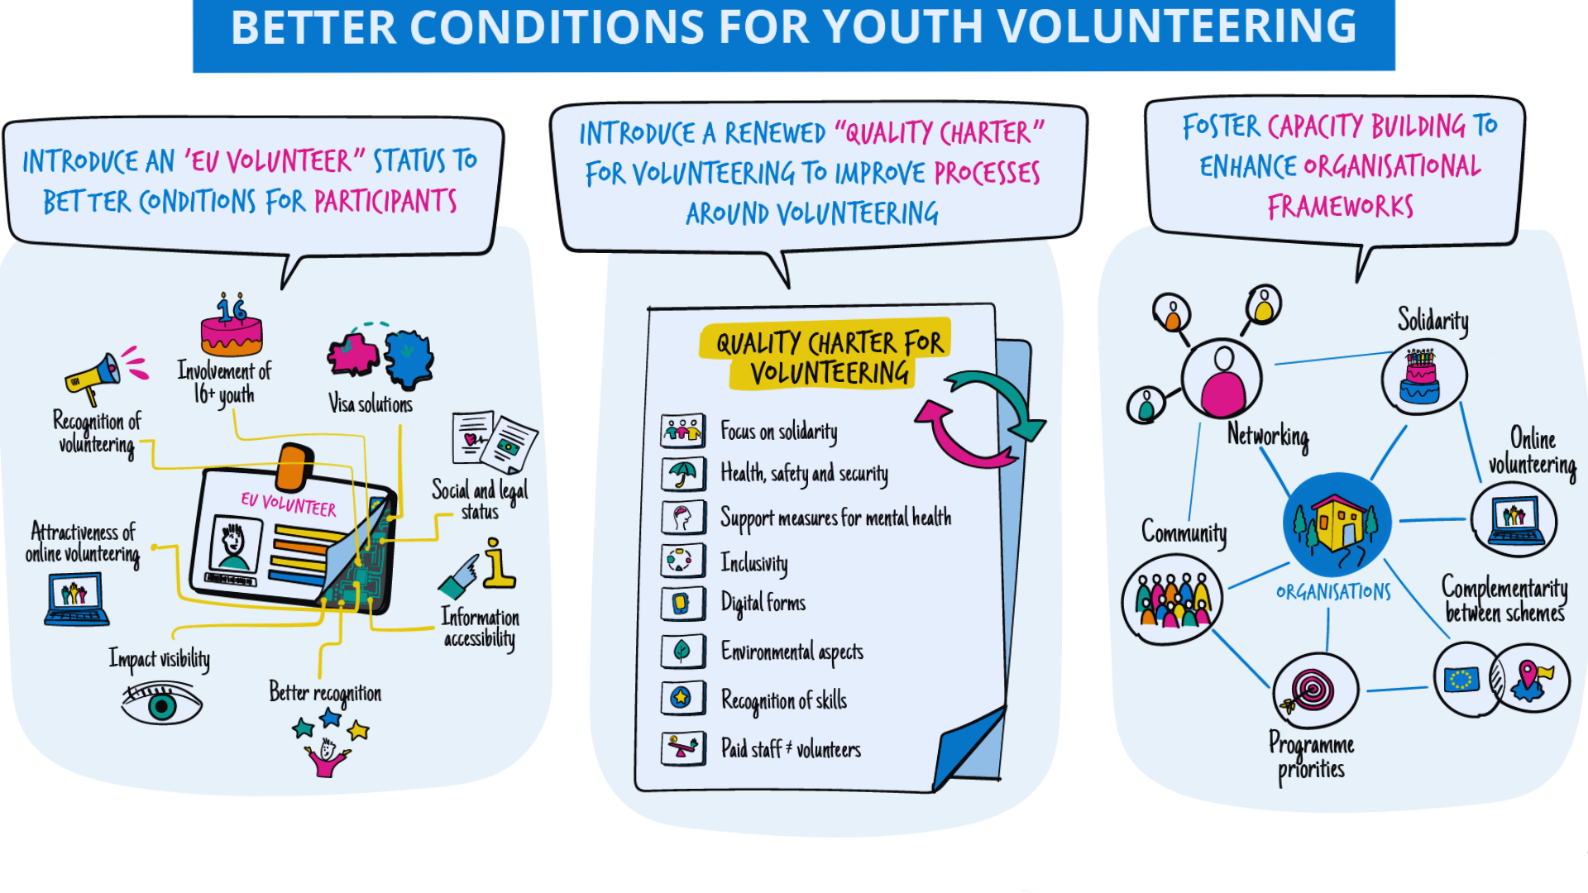 BETTER CONDITIONS FOR YOUTH VOLUNTEERING
INTRODUCE AN 'EU VOLUNTEER" STATUS TO
BETTER CONDITIONS FOR PARTICIPANTS
16
Involvement of
16+ youth
Visa solutions
Recognition of
volunteering
Social and legal
status
EU VOLUNTEER
Attractiveness of
online volunteering
i
Information
accessibility
Impact visibility
Better recognition
INTRODUCE A RENEWED "QUALITY CHARTER"
FOR VOLUNTEERING TO IMPROVE PROCESSES
AROUND VOLUNTEERING
QUALITY CHARTER FOR
VOLUNTEERING
Focus on solidarity
Health, safety and security
Support measures for mental health
Inclusivity
Digital forms
Environmental aspects
Recognition of skills
Paid staff ≠ volunteers
FOSTER CAPACITY BUILDING TO
ENHANCE ORGANISATIONAL
FRAMEWORKS
Solidarity
Networking
Online
volunteering
Community
ORGANISATIONS
Complementarity
between schemes
Programme
priorities